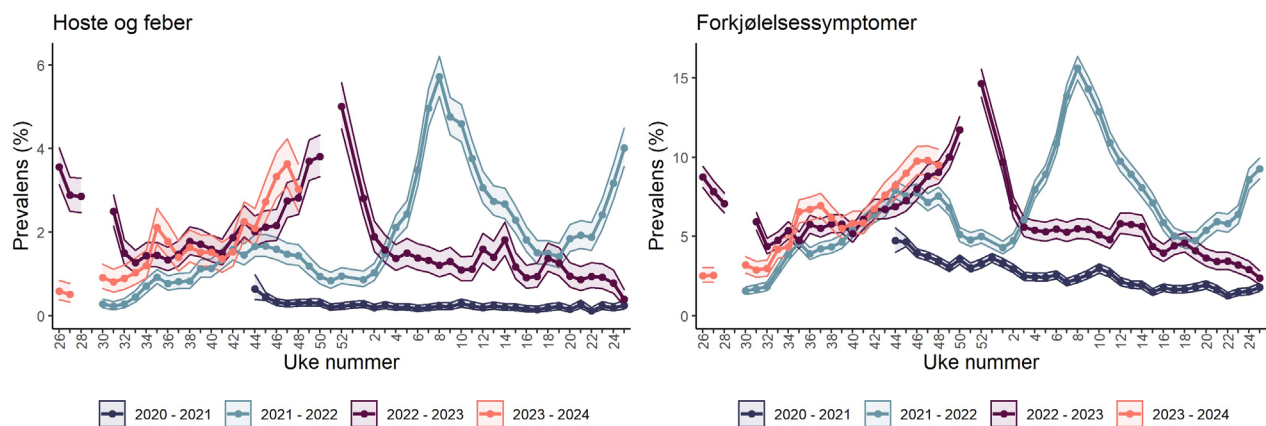 Hoste og feber
Prevalens (%)
6
4
2
0
26 28 30 32 34 36 38 40 42 44 46 48 50 52 2 4 6 8 10 12 14 16 18 20 22 24
Uke nummer
2020 - 2021 2021 - 2022 2022 - 2023 2023 - 2024
Forkjølelsessymptomer
Prevalens (%)
15
10
5
0
26 28 30 32 34 36 38 40 42 44 46 48 50 52 2 4 6 8 10 12 14 16 18 20 22 24
Uke nummer
2020 - 2021 2021 - 2022 2022 - 2023 2023 - 2024